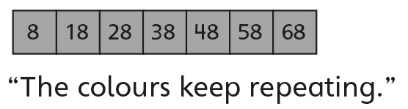 8 18 28 38 48 58 68
“The colours keep repeating.”